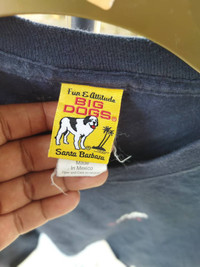 Fun & Attitude
BIG
DOGS®
Santa Barbara
Made
in Mexico